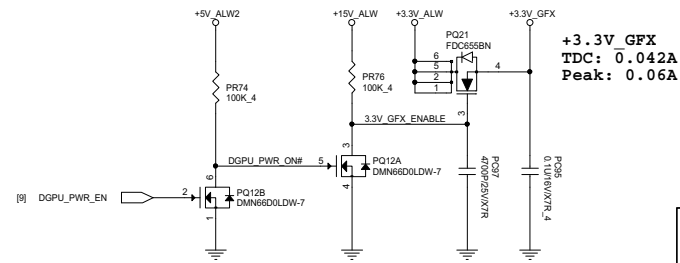 +5V_ALW2
+15V_ALW
+3.3V_ALW
+3.3V_GFX
PQ21
FDC655BN
+3.3V_GFX
TDC: 0.042A
Peak: 0.06A
6
5
2
1
4
3
PR74
100K_4
PR76
100K_4
3.3V_GFX_ENABLE
DGPU_PWR_ON#
5
3
4
PQ12A
DMN66D0LDW-7
PC97
4700P/25V/X7R
PC95
0.1U/16V/X7R_4
[9]
DGPU_PWR_EN
2
6
1
PQ12B
DMN66D0LDW-7